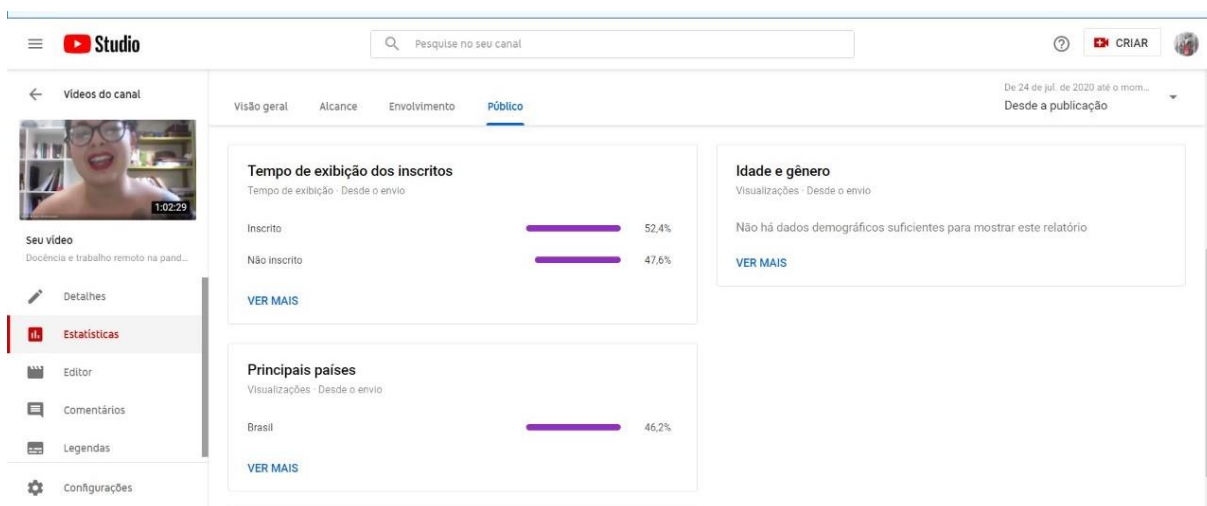 Studio
Pesquise no seu canal
CRIAR
Vídeos do canal
1:02:29
Seu vídeo
Docência e trabalho remoto na pand...
Detalhes
Estatísticas
Editor
Comentários
Legendas
Configurações
Visão geral
Alcance
Envolvimento
Público
De 24 de jul. de 2020 até o mom...
Desde a publicação
Tempo de exibição dos inscritos
Tempo de exibição · Desde o envio
Inscrito 52,4%
Não inscrito 47,6%
VER MAIS
Idade e gênero
Visualizações · Desde o envio
Não há dados demográficos suficientes para mostrar este relatório
VER MAIS
Principais países
Visualizações · Desde o envio
Brasil 46,2%
VER MAIS